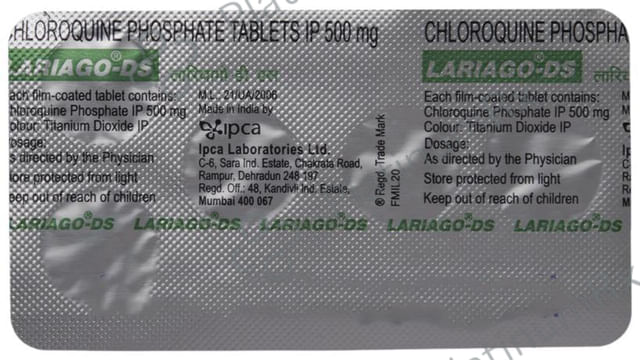 CHLOROQUINE PHOSPHATE TABLETS IP 500 mg
LARIAGO-DS®
लारियागो-डी एस
Each film-coated tablet contains:
Chloroquine Phosphate IP 500 mg
Colour: Titanium Dioxide IP
Dosage:
As directed by the Physician
Store protected from light
Keep out of reach of children
M.L. 21/UA/2006
Made in India by
ipca
Ipca Laboratories Ltd.
C-6, Sara Ind. Estate, Chakrata Road,
Rampur, Dehradun 248 197
Regd. Off.: 48, Kandivli Ind. Estate,
Mumbai 400 067
® Regd. Trade Mark
FMIL20
CHLOROQUINE PHOSPHA
LARIAGO-DS®
Each film-coated tablet contains:
Chloroquine Phosphate IP 500 mg
Colour: Titanium Dioxide IP
Dosage:
As directed by the Physician
Store protected from light
Keep out of reach of children
LARIAGO-DS® LARIAGO-DS® LARIAGO-DS® LARIAGO-DS® LARIAGO-DS®